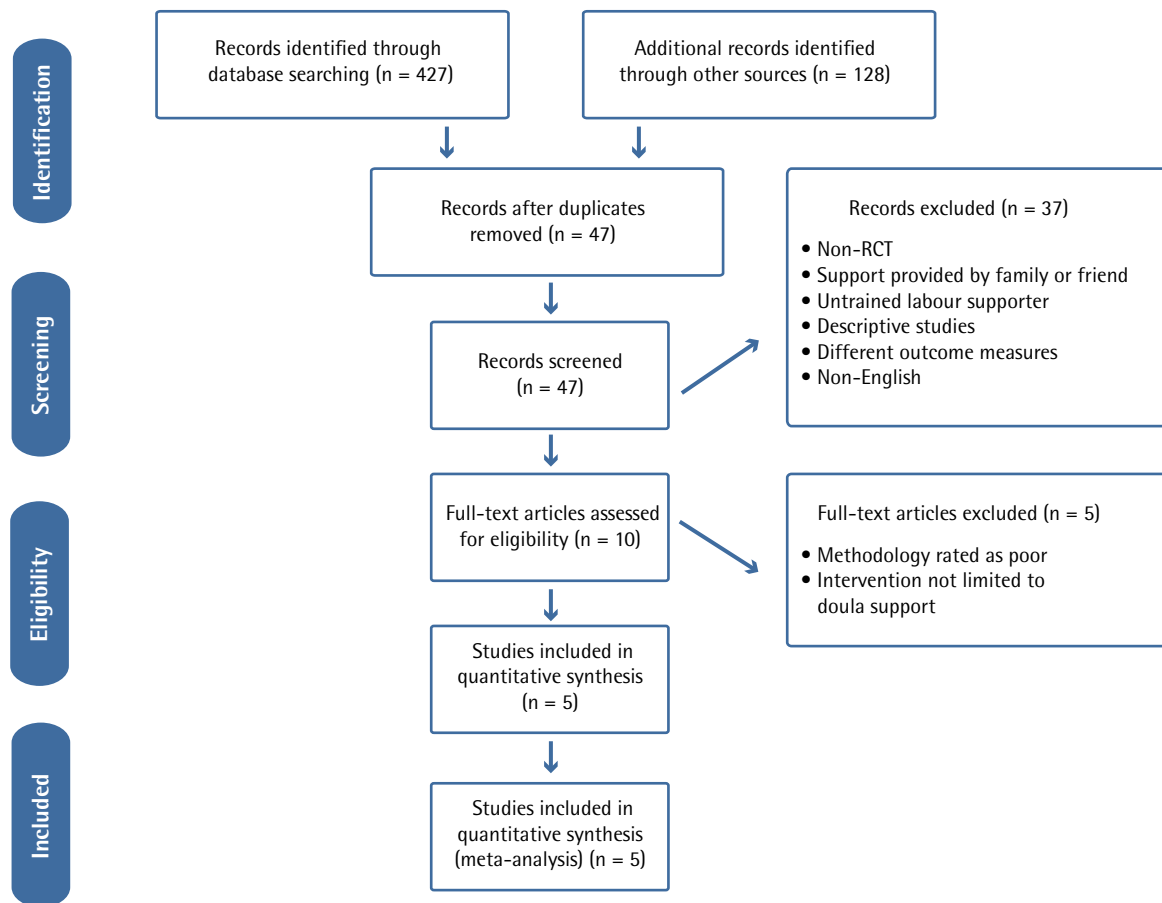 Identification
Records identified through
database searching (n = 427)
Additional records identified
through other sources (n = 128)
Records after duplicates
removed (n = 47)
Screening
Records screened
(n = 47)
Records excluded (n = 37)
• Non-RCT
• Support provided by family or friend
• Untrained labour supporter
• Descriptive studies
• Different outcome measures
• Non-English
Eligibility
Full-text articles assessed
for eligibility (n = 10)
Full-text articles excluded (n = 5)
• Methodology rated as poor
• Intervention not limited to
doula support
Studies included in
quantitative synthesis
(n = 5)
Included
Studies included in
quantitative synthesis
(meta-analysis) (n = 5)